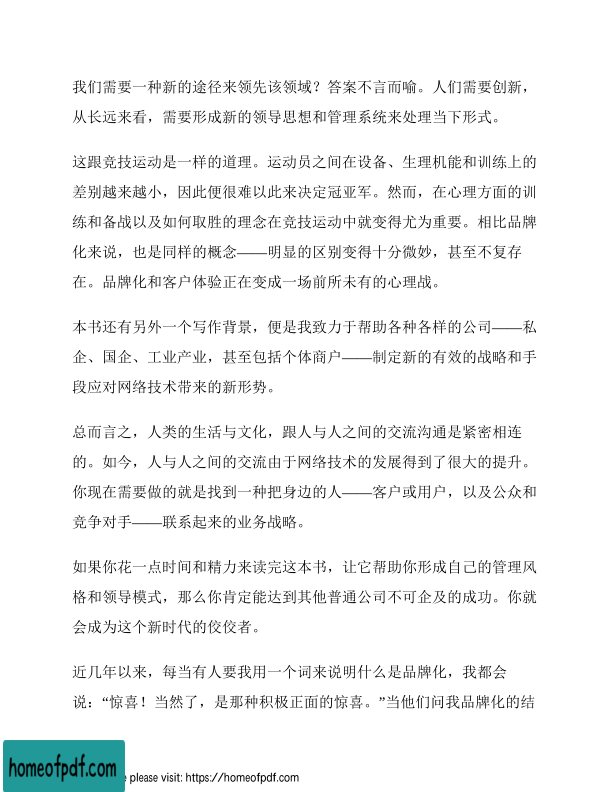 我们需要一种新的途径来领先该领域？答案不言而喻。人们需要创新，
从长远来看，需要形成新的领导思想和管理系统来处理当下形式。
这跟竞技运动是一样的道理。运动员之间在设备、生理机能和训练上的
差别越来越小，因此便很难以此来决定冠亚军。然而，在心理方面的训
练和备战以及如何取胜的理念在竞技运动中就变得尤为重要。相比品牌
化来说，也是同样的概念——明显的区别变得十分微妙，甚至不复存
在。品牌化和客户体验正在变成一场前所未有的心理战。
本书还有另外一个写作背景，便是我致力于帮助各种各样的公司——私
企、国企、工业产业，甚至包括个体商户——制定新的有效的战略和手
段应对网络技术带来的新形势。
总而言之，人类的生活与文化，跟人与人之间的交流沟通是紧密相连
的。如今，人与人之间的交流由于网络技术的发展得到了很大的提升。
你现在需要做的就是找到一种把身边的人——客户或用户，以及公众和
竞争对手——联系起来的业务战略。
如果你花一点时间和精力来读完这本书，让它帮助你形成自己的管理风
格和领导模式，那么你肯定能达到其他普通公司不可企及的成功。你就
会成为这个新时代的佼佼者。
近几年以来，每当有人要我用一个词来说明什么是品牌化，我都会
说：“惊喜！当然了，是那种积极正面的惊喜。”当他们问我品牌化的结
homeofpdf.com
e please visit: https://homeofpdf.com